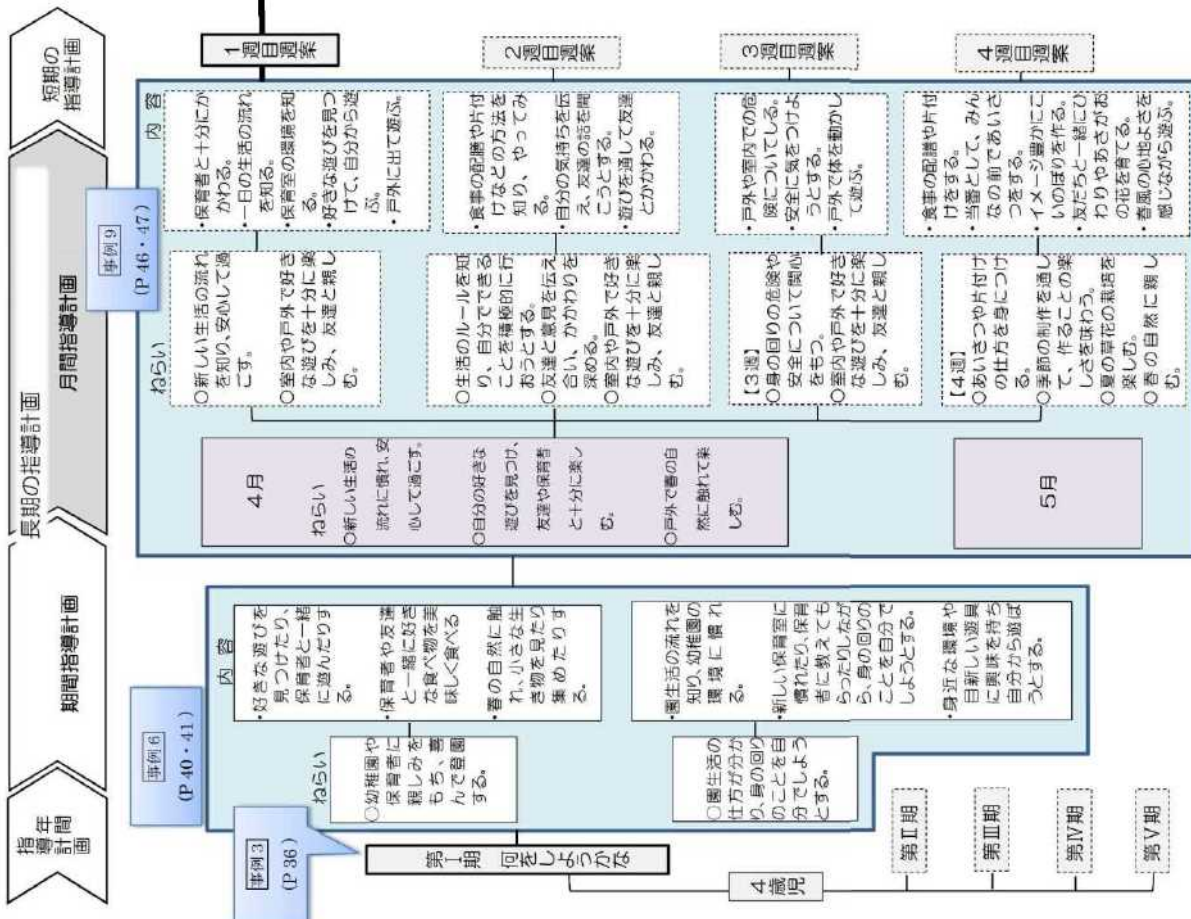 指導年間計画
期間指導計画
長期の指導計画
月間指導計画
短期の指導計画
事例3
(P36)
事例6
(P40・41)
事例9
(P46・47)
4歳児
第Ⅰ期 何をしようかな
第Ⅱ期
第Ⅲ期
第Ⅳ期
第Ⅴ期
ねらい
○幼稚園や
保育者に
親しみを
もち、喜
んで登園
する。
○園生活の
仕方が分か
り、身の回り
のことを自
分でしよう
とする。
内容
・好きな遊びを
見つけたり、
保育者と一緒
に遊んだりす
る。
・保育者や友達
と一緒に好き
な食べ物を美
味しく食べる
・春の自然に触
れ、小さな生
き物を見たり
集めたりす
る。
・園生活の流れを
知り、幼稚園の
環境に慣れ
る。
・新しい保育室に
慣れたり、保育
者に教えても
らったりしなが
ら、身の回りの
ことを自分で
しようとする。
・身近な環境や
目新しい遊具
に興味を持ち
自分から遊ぼ
うとする。
4月
ねらい
○新しい生活の
流れに慣れ、安
心して過ごす。
○自分の好きな
遊びを見つけ、
友達や保育者
と十分に楽し
む。
○戸外で春の自
然に触れて楽
しむ。
5月
ねらい
○新しい生活の流れ
を知り、安心して過
ごす。
○室内や戸外で好き
な遊びを十分に楽
しみ、友達と親し
む。
○生活のルールを知
り、自分でできる
ことを積極的に行
おうとする。
○友達と意見を伝え
合い、かかわりを
深める。
○室内や戸外で好き
な遊びを十分に楽
しみ、友達と親し
む。
【3週】
○身の回りの危険や
安全について関心
をもつ。
○室内や戸外で好き
な遊びを十分に楽
しみ、友達と親し
む。
【4週】
○あいさつや片付け
の仕方を身につけ
る。
○季節の制作を通し
て、作ることの楽
しさを味わう。
○夏の草花の栽培を
楽しむ。
○春の自然に親し
む。
内容
・保育者と十分にか
かわる。
・一日の生活の流れ
を知る。
・保育室の環境を知
る。
・好きな遊びを見つ
けて、自分から遊
ぶ。
・戸外に出て遊ぶ。
・食事の配膳や片付
けなどの方法を
知り、やってみ
る。
・自分の気持ちを伝
え、友達の話を聞
こうとする。
・遊びを通して友達
とかかわる。
・戸外や室内での危
険についてしる。
・安全に気をつけよ
うとする。
・戸外で体を動かし
て遊ぶ。
・食事の配膳や片付
けをする。
・当番として、みん
なの前であいさ
つをする。
・イメージ豊かにこ
いのぼりを作る。
・友だちと一緒にひ
わりやあさがお
の花を育てる。
・春風の心地よさを
感じながら遊ぶ。
1週目週案
2週目週案
3週目週案
4週目週案